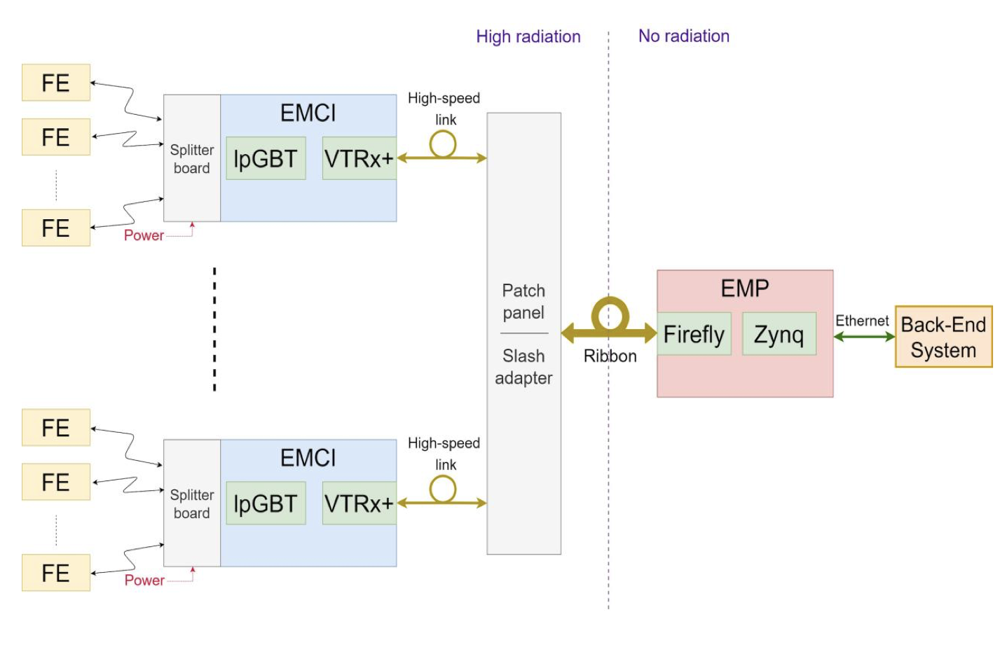 High radiation
No radiation
FE
FE
FE
Splitter
board
Power
EMCI
lpGBT
VTRx+
High-speed
link
Patch
panel
Slash
adapter
Ribbon
EMP
Firefly
Zynq
Ethernet
Back-End
System
FE
FE
FE
Splitter
board
Power
EMCI
lpGBT
VTRx+
High-speed
link